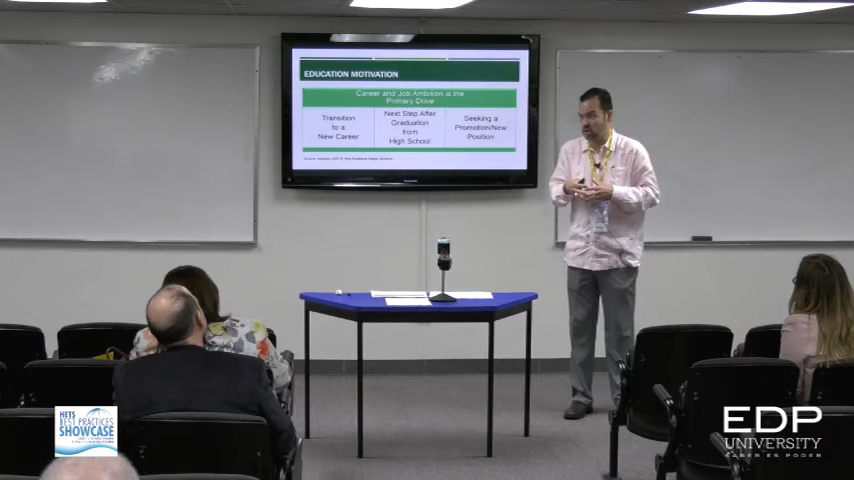 EDUCATION MOTIVATION
Career and Job Ambition is the
Primary Drive
Transition
to a
New Career
Next Step After
Graduation
from
High School
Seeking a
Promotion/New
Position
HETS
BEST PRACTICES
SHOWCASE
EDP
UNIVERSITY
SABER ES PODER